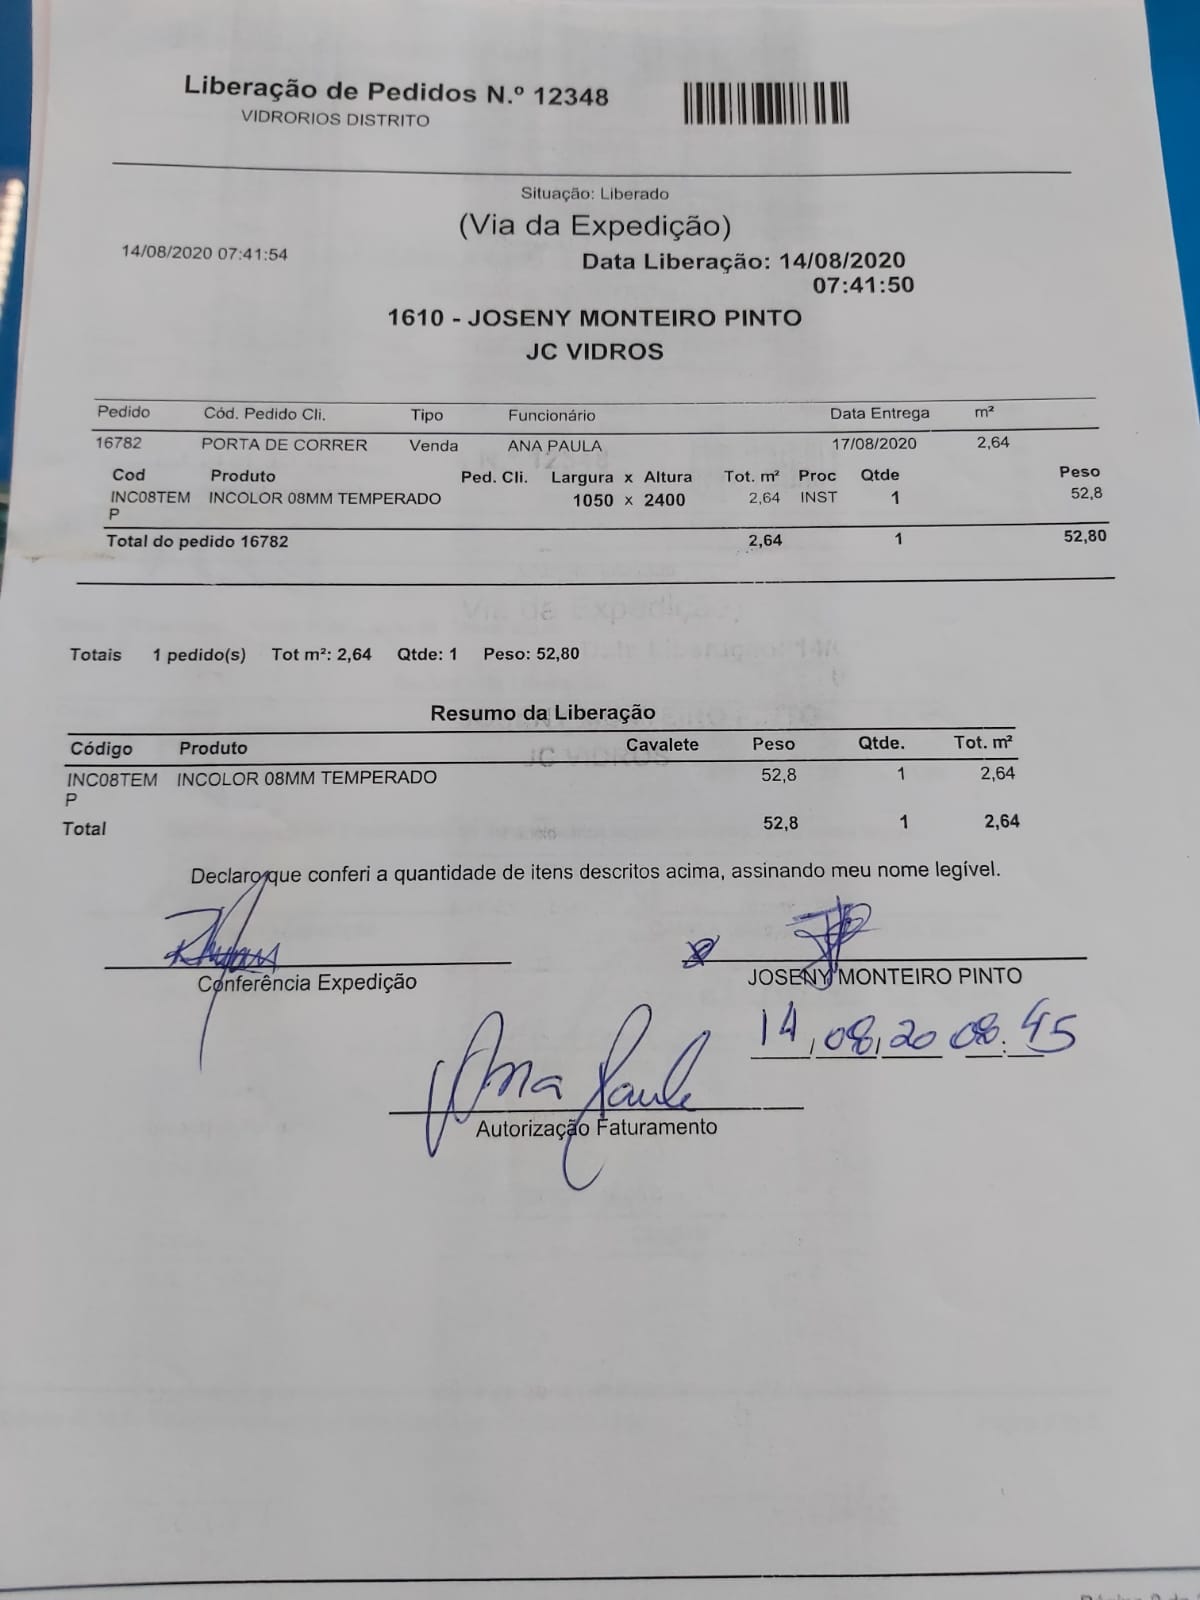 Liberação de Pedidos N.º 12348
VIDRORIOS DISTRITO
Situação: Liberado
(Via da Expedição)
14/08/2020 07:41:54
Data Liberação: 14/08/2020
07:41:50
1610 - JOSENY MONTEIRO PINTO
JC VIDROS
Pedido Cód. Pedido Cli. Tipo Funcionário Data Entrega m²
16782 PORTA DE CORRER Venda ANA PAULA 17/08/2020 2,64
Cod Produto Ped. Cli. Largura x Altura Tot. m² Proc Qtde Peso
INC08TEM INCOLOR 08MM TEMPERADO 1050 x 2400 2,64 INST 1 52,8
P
Total do pedido 16782 2,64 1 52,80
Totais 1 pedido(s) Tot m²: 2,64 Qtde: 1 Peso: 52,80
Resumo da Liberação
Código Produto Cavalete Peso Qtde. Tot. m²
INC08TEM INCOLOR 08MM TEMPERADO 52,8 1 2,64
P
Total 52,8 1 2,64
Declaro que conferi a quantidade de itens descritos acima, assinando meu nome legível.
Conferência Expedição
JOSENY MONTEIRO PINTO
14,08,20 08:45
Ana Paula
Autorização Faturamento